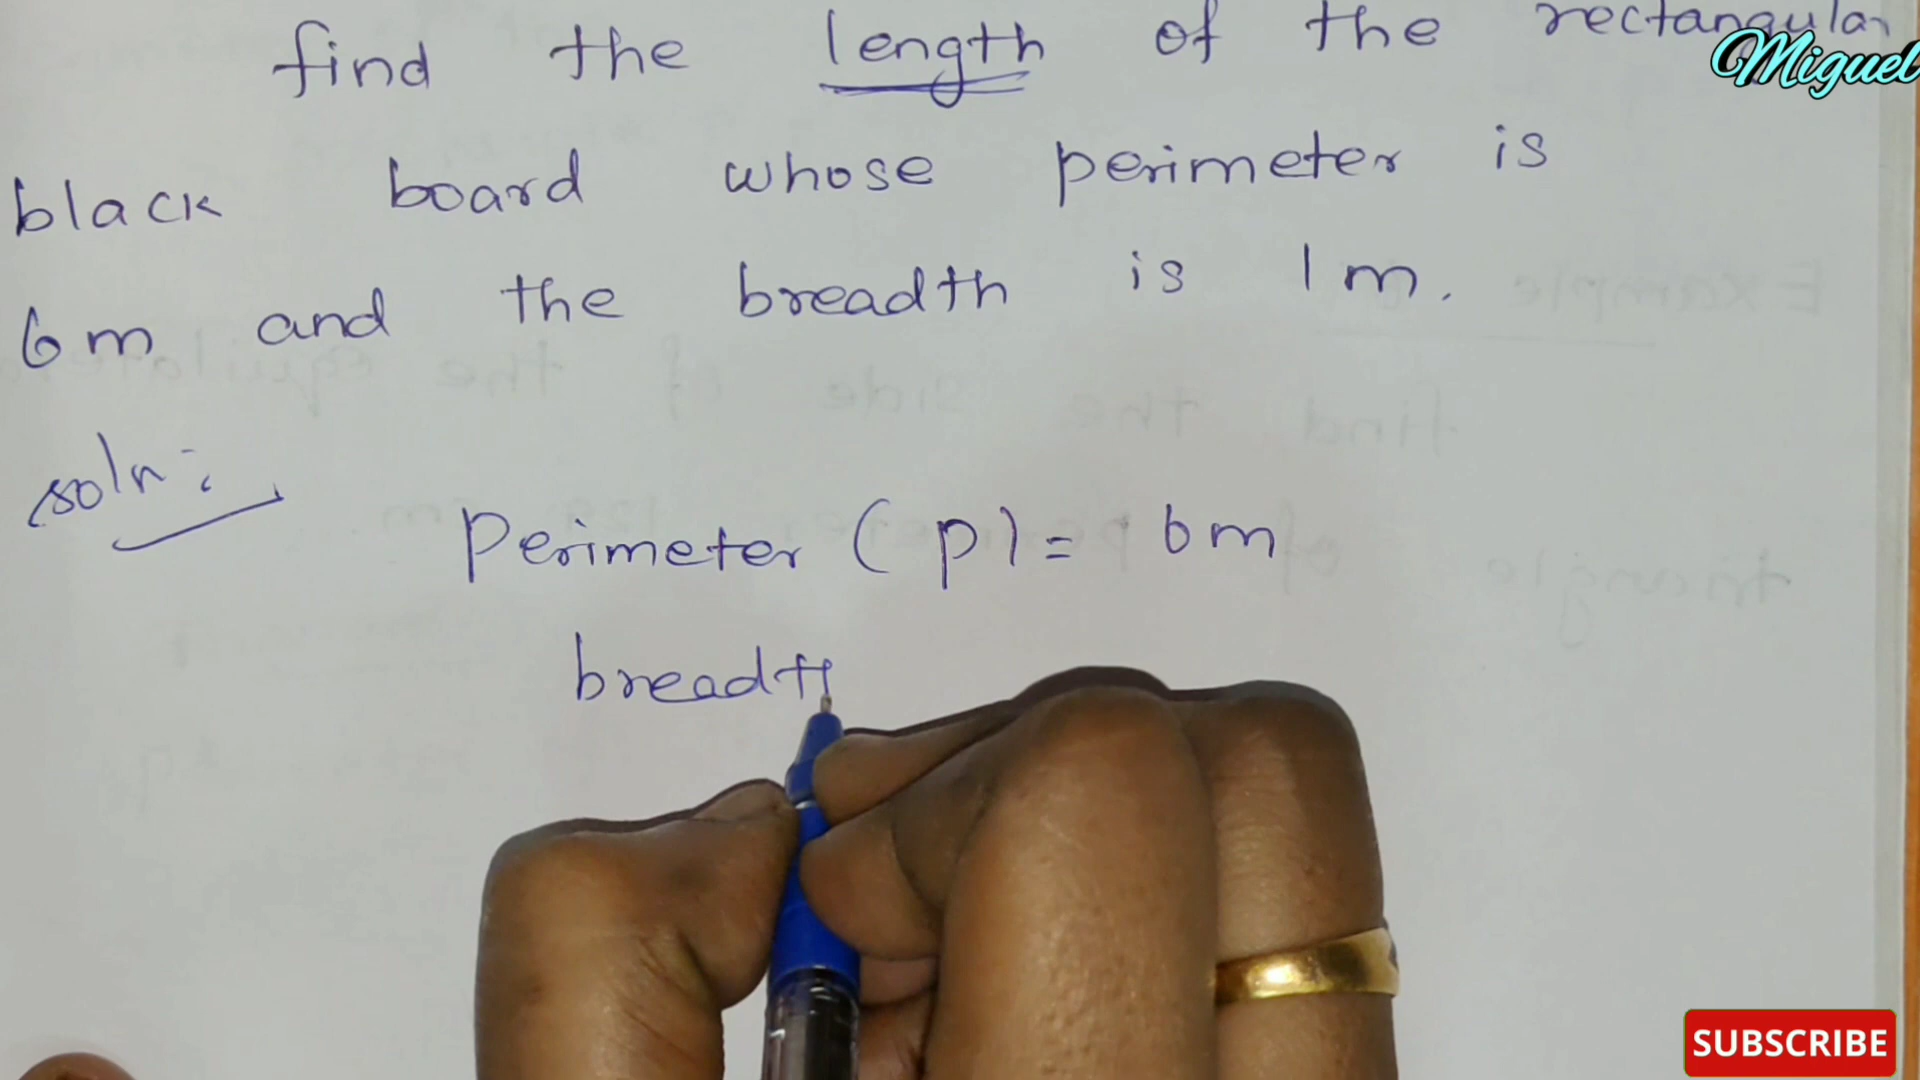 find the length of the rectangular
Miguel
black board whose perimeter is
6m and the breadth is 1m.
soln:
Perimeter (p) = 6m
breadth
SUBSCRIBE